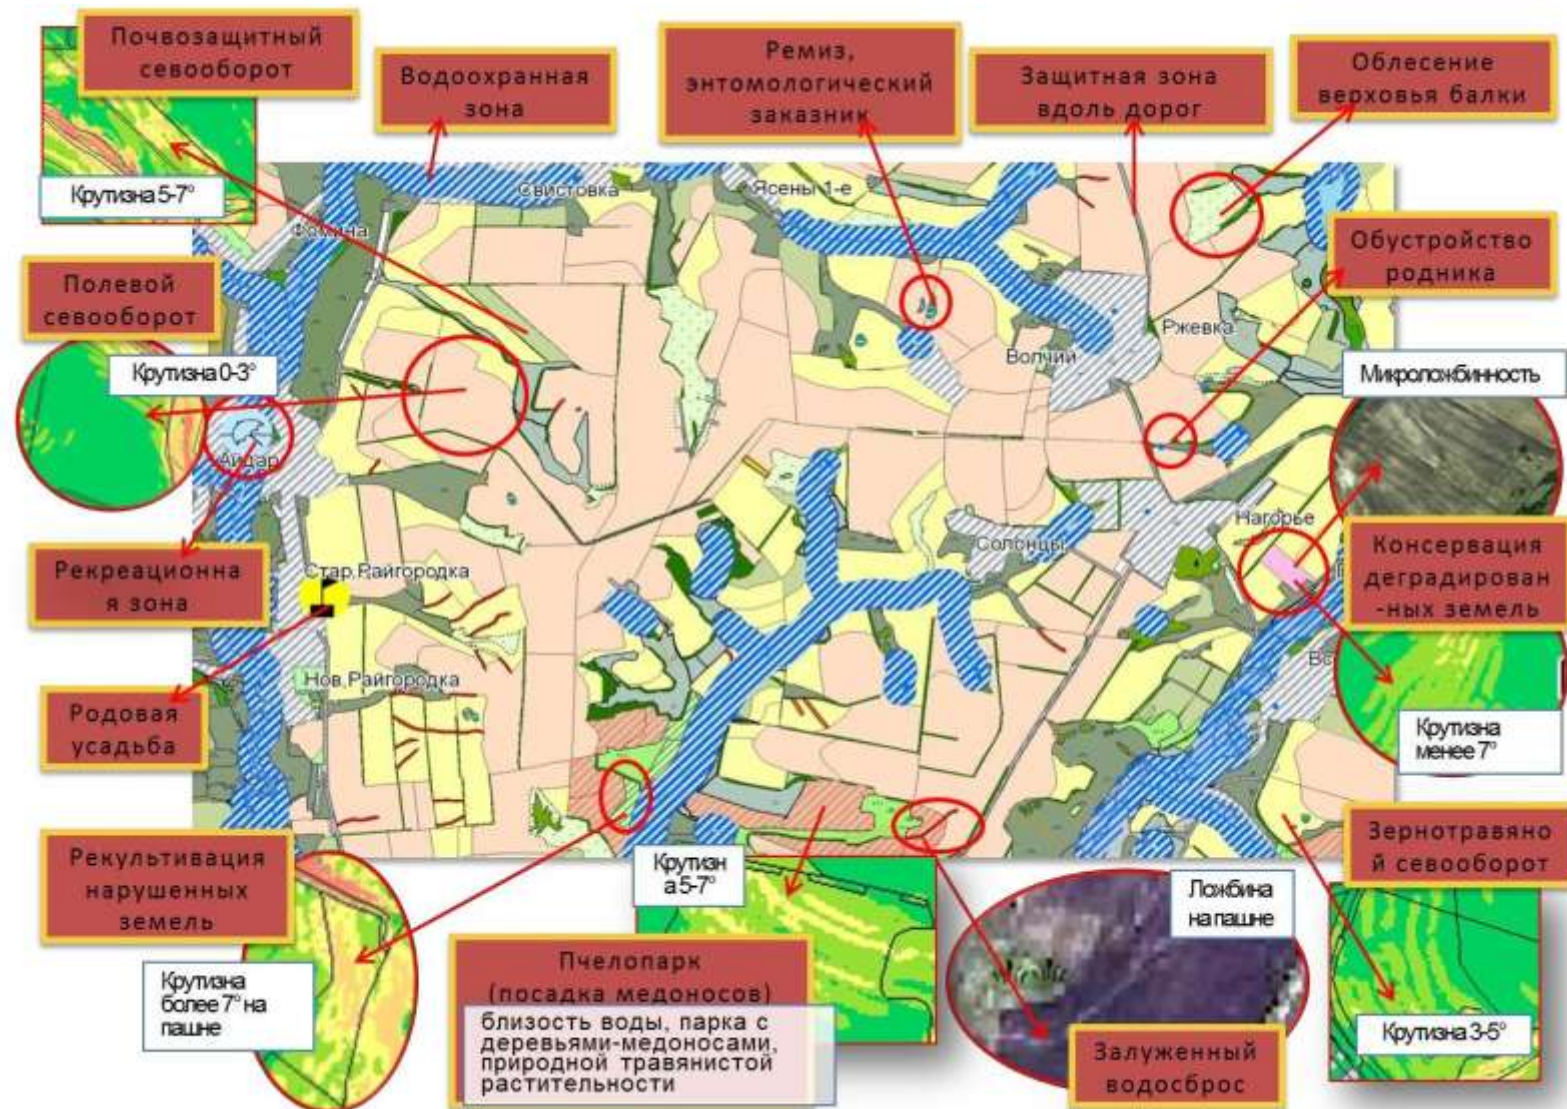 Почвозащитный
севооборот
Водоохранная
зона
Ремиз,
энтомологический
заказник
Защитная зона
вдоль дорог
Облесение
верховья балки
Крутизна 5-7°
Свистовка
Ясены 1-е
Фомина
Обустройство
родника
Полевой
севооборот
Крутизна 0-3°
Ржевка
Волчий
Микроложбинность
Айдар
Нагорье
Солонцы
Консервация
деградирован
-ных земель
Рекреационна
я зона
Стар.Райгородка
Нов.Райгородка
Родовая
усадьба
Крутизна
менее 7°
Рекультивация
нарушенных
земель
Крутизн
а 5-7°
Ложбина
на пашне
Зернотравяно
й севооборот
Крутизна
более 7° на
пашне
Пчелопарк
(посадка медоносов)
близость воды, парка с
деревьями-медоносами,
природной травянистой
растительности
Залуженный
водосброс
Крутизна 3-5°